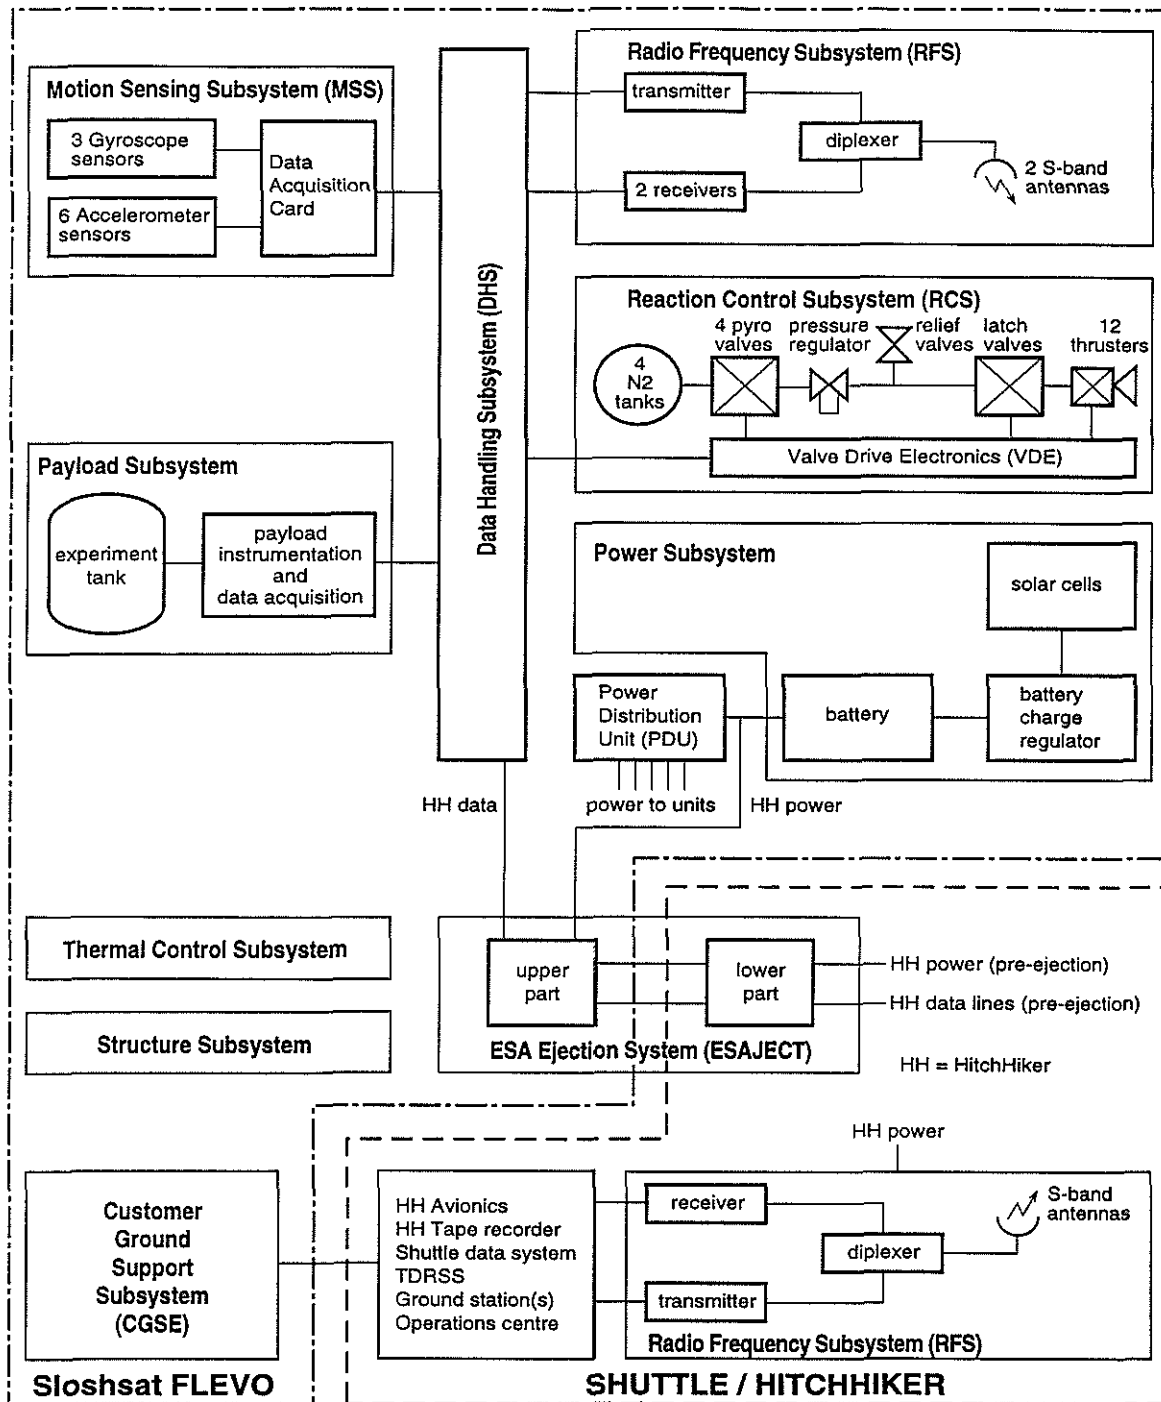 Radio Frequency Subsystem (RFS)
transmitter
diplexer
2 receivers
2 S-band
antennas
Motion Sensing Subsystem (MSS)
3 Gyroscope
sensors
6 Accelerometer
sensors
Data
Acquisition
Card
Data Handling Subsystem (DHS)
Reaction Control Subsystem (RCS)
4 pyro
valves
pressure
regulator
relief
valves
latch
valves
12
thrusters
4
N2
tanks
Valve Drive Electronics (VDE)
Payload Subsystem
experiment
tank
payload
instrumentation
and
data acquisition
Power Subsystem
solar cells
Power
Distribution
Unit (PDU)
battery
battery
charge
regulator
HH data
power to units
HH power
Thermal Control Subsystem
Structure Subsystem
upper
part
lower
part
HH power (pre-ejection)
HH data lines (pre-ejection)
ESA Ejection System (ESAJECT)
HH = HitchHiker
HH power
Customer
Ground
Support
Subsystem
(CGSE)
HH Avionics
HH Tape recorder
Shuttle data system
TDRSS
Ground station(s)
Operations centre
receiver
diplexer
transmitter
S-band
antennas
Radio Frequency Subsystem (RFS)
Sloshsat FLEVO
SHUTTLE / HITCHHIKER